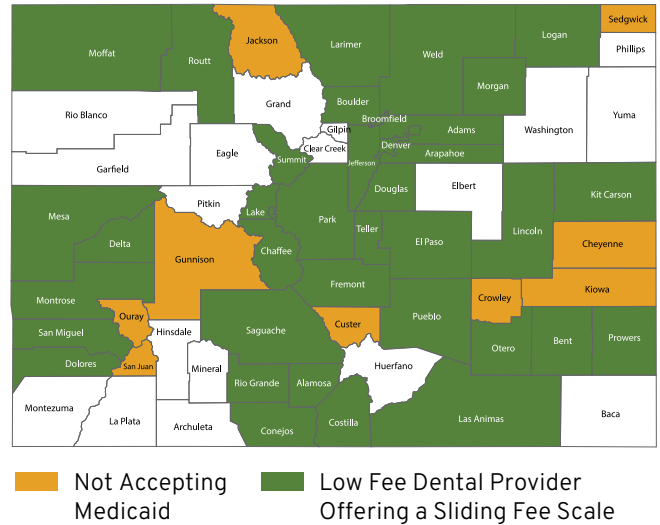 Sedgwick
Jackson
Logan
Larimer
Moffat
Routt
Weld
Phillips
Morgan
Boulder
Grand
Rio Blanco
Broomfield
Yuma
Gilpin
Adams
Washington
Clear Creek
Denver
Eagle
Arapahoe
Summit
Jefferson
Garfield
Elbert
Douglas
Kit Carson
Pitkin
Lake
Mesa
Park
Teller
Lincoln
Delta
El Paso
Chaffee
Cheyenne
Gunnison
Fremont
Kiowa
Crowley
Montrose
Ouray
Pueblo
Custer
San Miguel
Hinsdale
Saguache
Otero
Bent
Prowers
Dolores
San Juan
Mineral
Huerfano
Rio Grande
Alamosa
Montezuma
La Plata
Archuleta
Conejos
Costilla
Las Animas
Baca
Not Accepting
Medicaid
Low Fee Dental Provider
Offering a Sliding Fee Scale